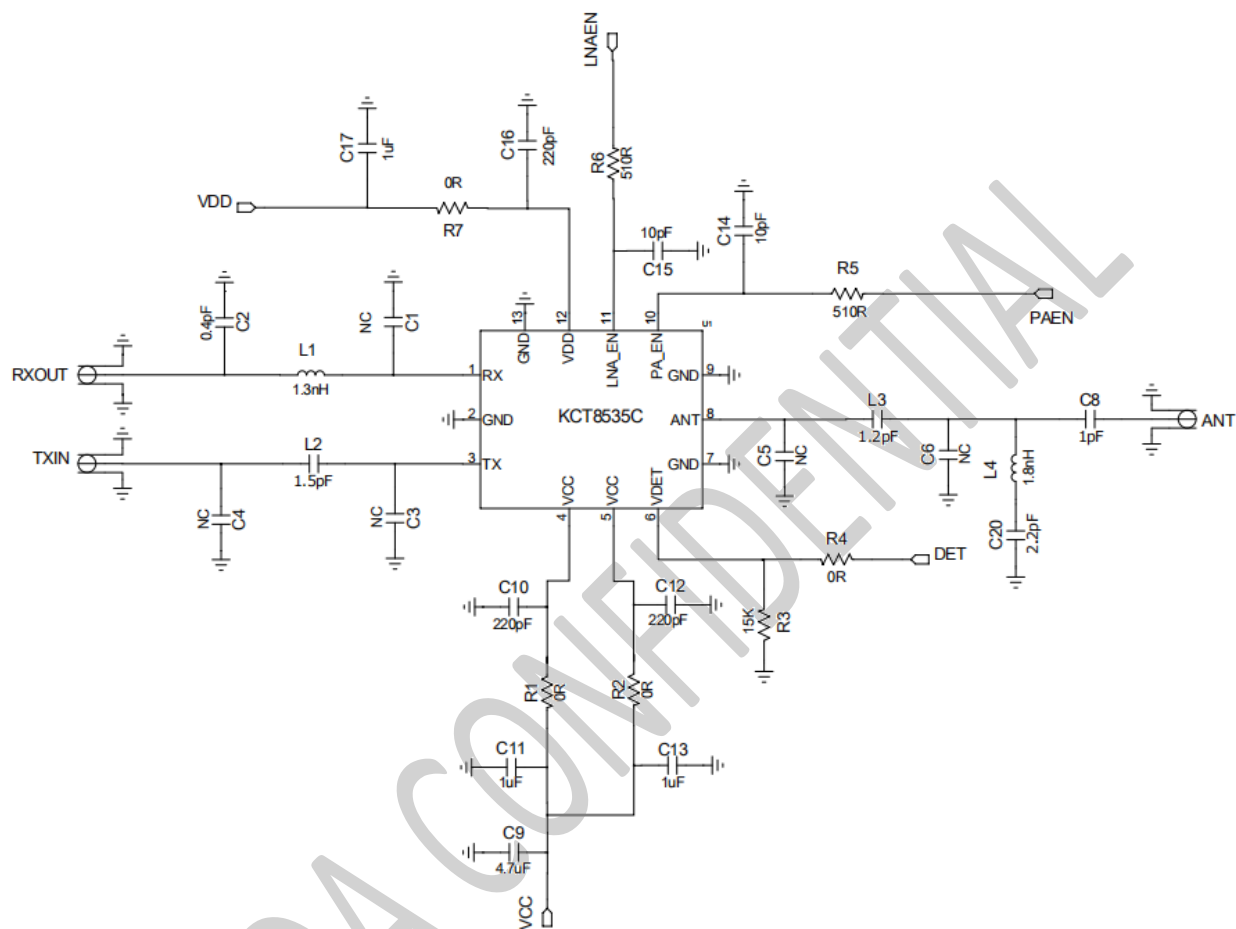 LNAEN
C17
1uF
C16
220pF
R6
510R
VDD
0R
R7
10pF
C15
C14
10pF
R5
510R
PAEN
0.4pF
C2
NC
C1
13
GND
12
VDD
11
LNA_EN
10
PA_EN
U1
RXOUT
L1
1.3nH
1
RX
GND
9
2
GND
KCT8535C
ANT
8
L3
1.2pF
C8
1pF
ANT
TXIN
L2
1.5pF
3
TX
GND
7
C5
NC
C6
NC
L4
1.8nH
NC
C4
NC
C3
VCC
4
VCC
5
VDET
6
C20
2.2pF
R4
0R
DET
C10
220pF
C12
220pF
15K
R3
R1
0R
R2
0R
C11
1uF
C13
1uF
C9
4.7uF
VCC
DA CONFIDENTIAL